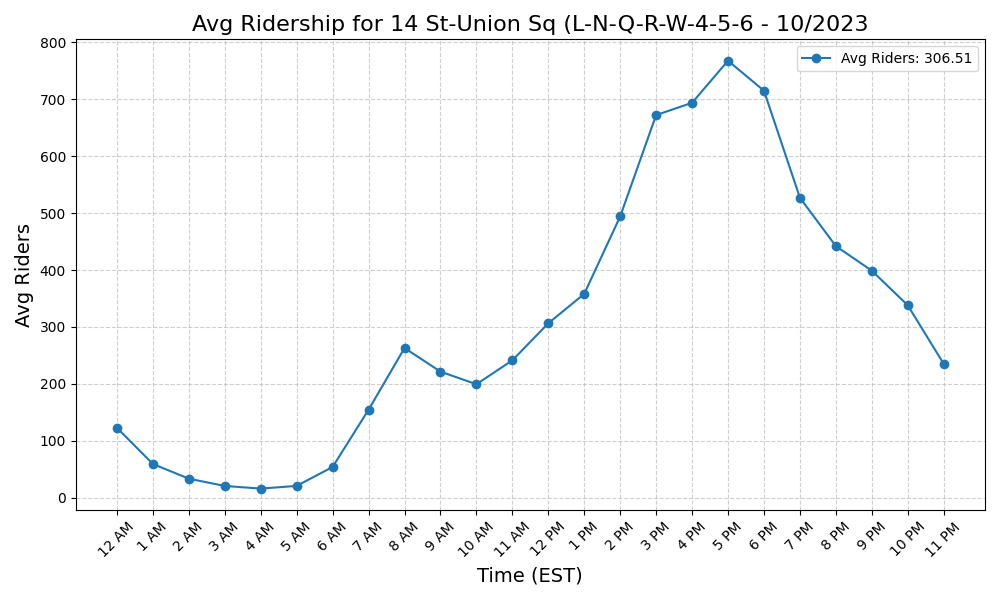 Avg Ridership for 14 St-Union Sq (L-N-Q-R-W-4-5-6 - 10/2023
Avg Riders: 306.51
Avg Riders
800
700
600
500
400
300
200
100
0
12 AM
1 AM
2 AM
3 AM
4 AM
5 AM
6 AM
7 AM
8 AM
9 AM
10 AM
11 AM
12 PM
1 PM
2 PM
3 PM
4 PM
5 PM
6 PM
7 PM
8 PM
9 PM
10 PM
11 PM
Time (EST)